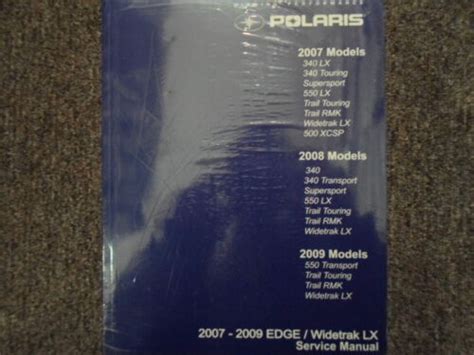 POLARIS
2007 Models
340 LX
340 Touring
Supersport
550 LX
Trail Touring
Trail RMK
Widetrak LX
500 XCSP
2008 Models
340
340 Transport
Supersport
550 LX
Trail Touring
Trail RMK
Widetrak LX
2009 Models
550 Transport
Trail Touring
Trail RMK
Widetrak LX
2007 - 2009 EDGE / Widetrak LX
Service Manual